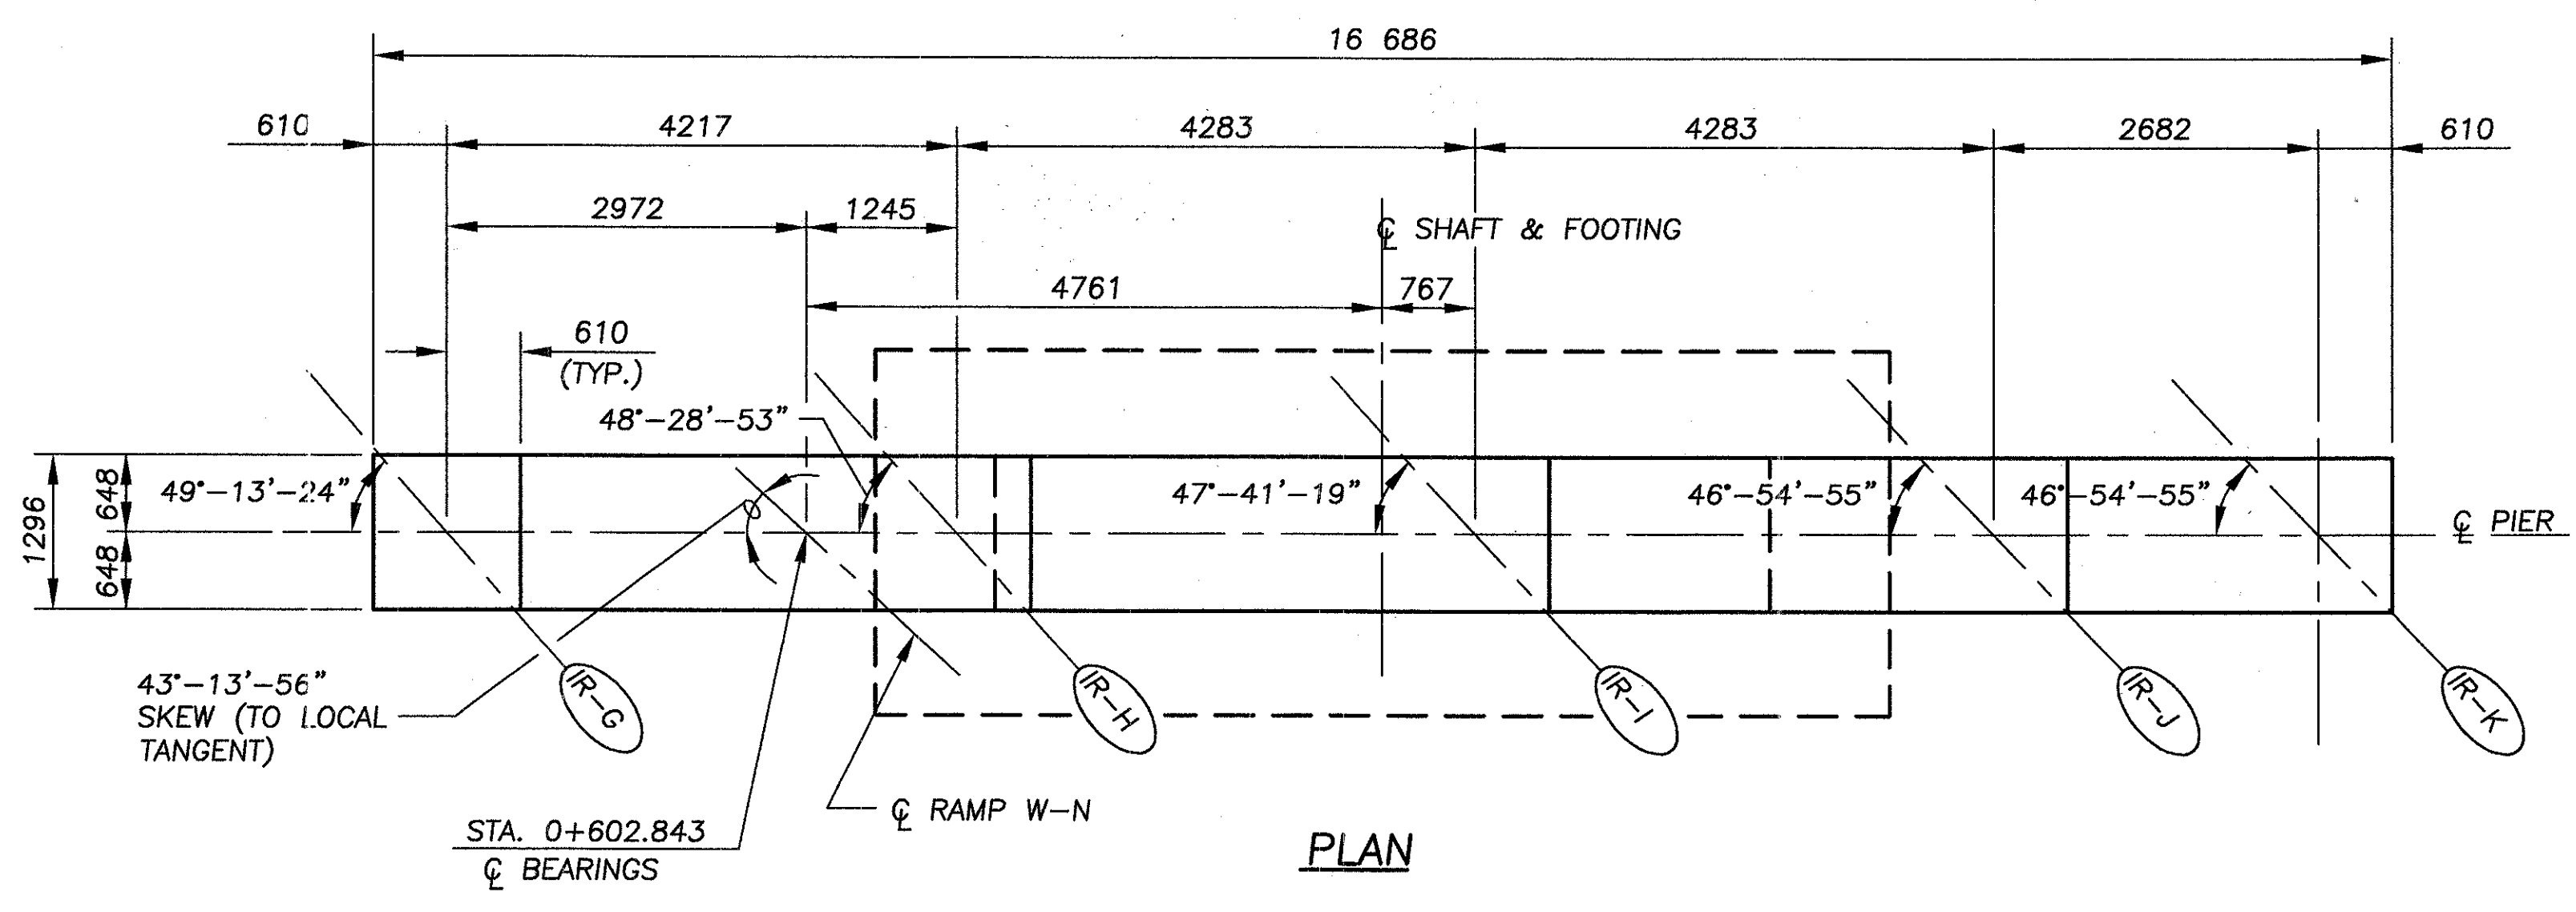 16 686
610
4217
4283
4283
2682
610
2972
1245
℄ SHAFT & FOOTING
4761
767
610
(TYP.)
48°-28'-53"
49°-13'-24"
47°-41'-19"
46°-54'-55"
46°-54'-55"
℄ PIER
1296
648
648
43°-13'-56"
SKEW (TO LOCAL
TANGENT)
IR-G
IR-H
IR-I
IR-J
IR-K
℄ RAMP W-N
STA. 0+602.843
℄ BEARINGS
PLAN